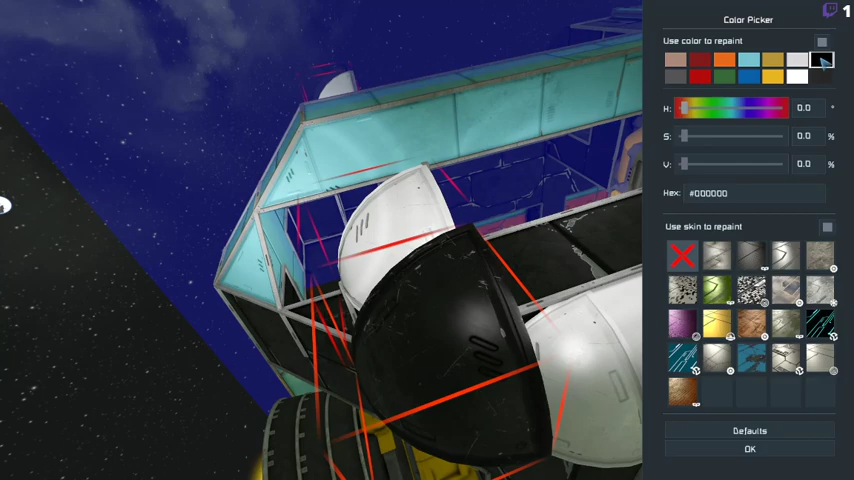 1
Color Picker
Use color to repaint
H: 0.0 °
S: 0.0 %
V: 0.0 %
Hex: #000000
Use skin to repaint
Defaults
OK